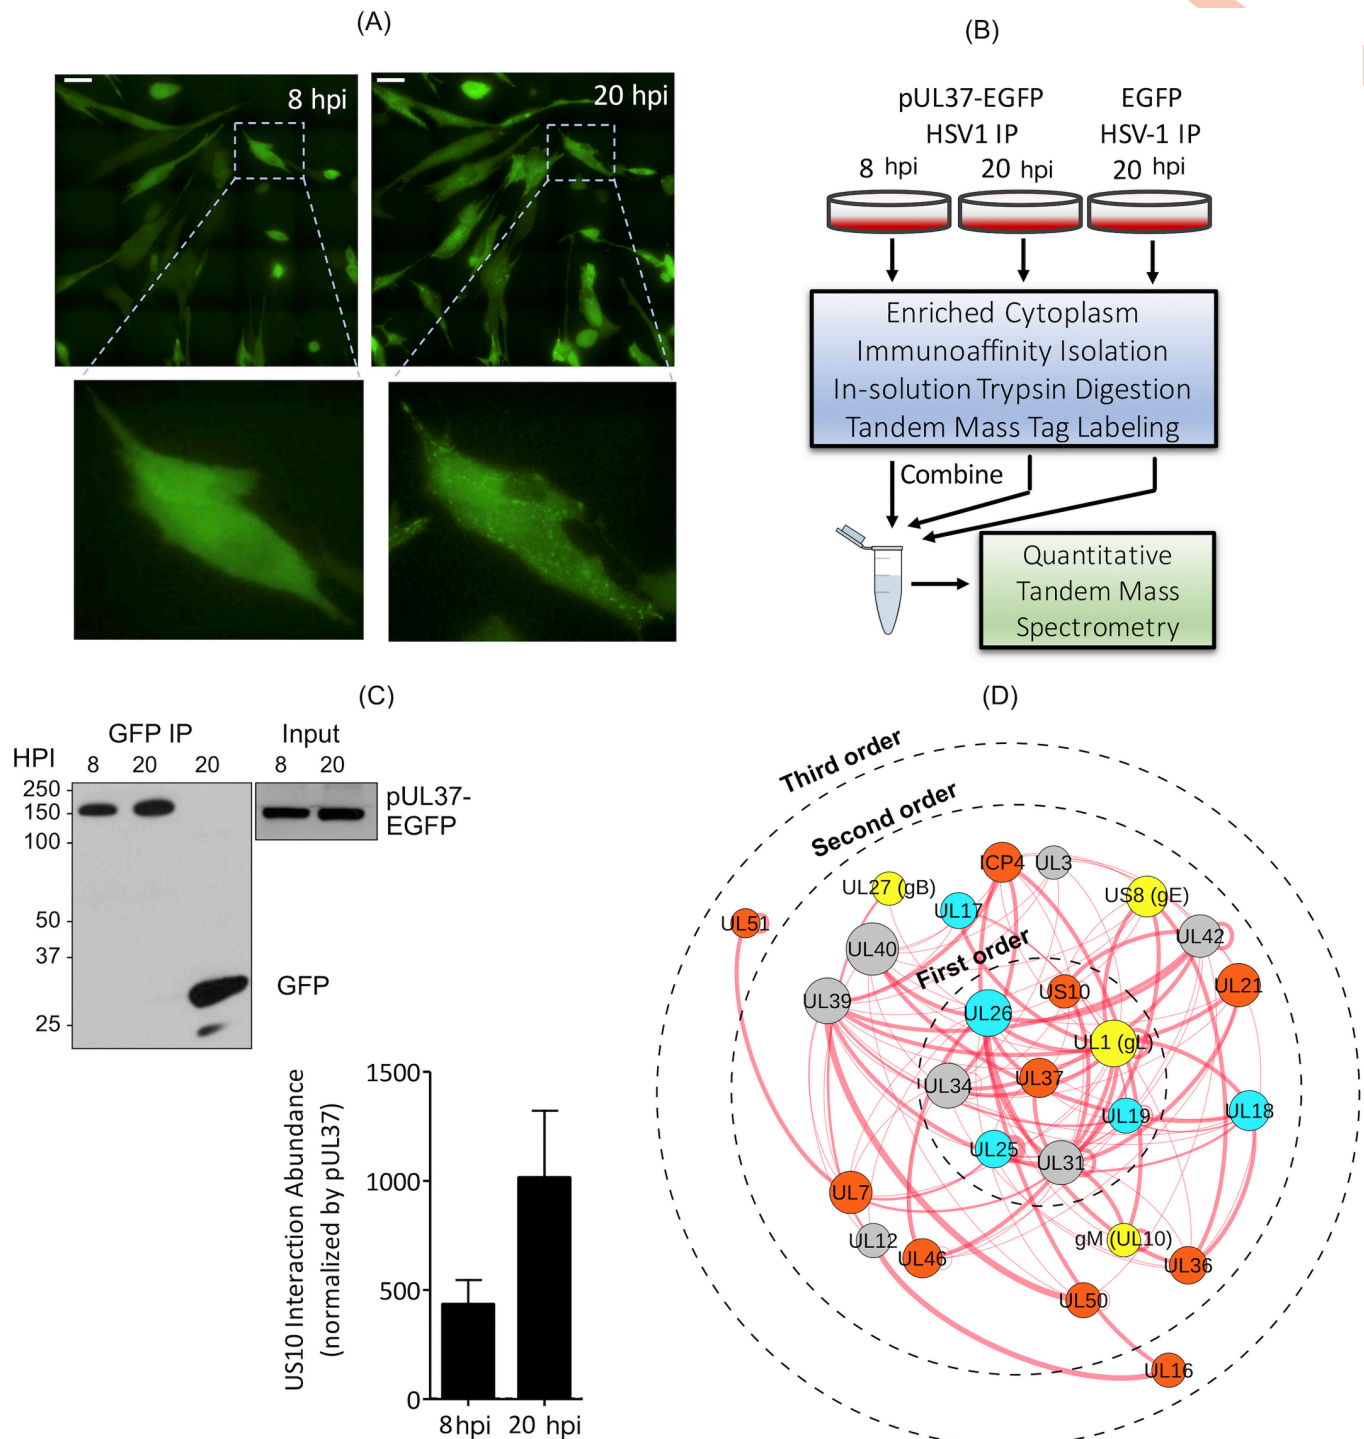 (A)
8 hpi
20 hpi
(B)
pUL37-EGFP
HSV1 IP
EGFP
HSV-1 IP
8 hpi
20 hpi
20 hpi
Enriched Cytoplasm
Immunoaffinity Isolation
In-solution Trypsin Digestion
Tandem Mass Tag Labeling
Combine
Quantitative
Tandem Mass
Spectrometry
(C)
GFP IP
Input
HPI
8
20
20
8
20
250
150
100
50
37
25
pUL37-
EGFP
GFP
US10 Interaction Abundance
(normalized by pUL37)
1500
1000
500
0
8 hpi
20 hpi
(D)
Third order
Second order
First order
ICP4
UL3
UL27 (gB)
UL17
US8 (gE)
UL51
UL40
UL42
UL39
UL26
US10
UL21
UL1 (gL)
UL34
UL37
UL19
UL18
UL25
UL31
UL7
UL12
UL46
gM (UL10)
UL36
UL50
UL16